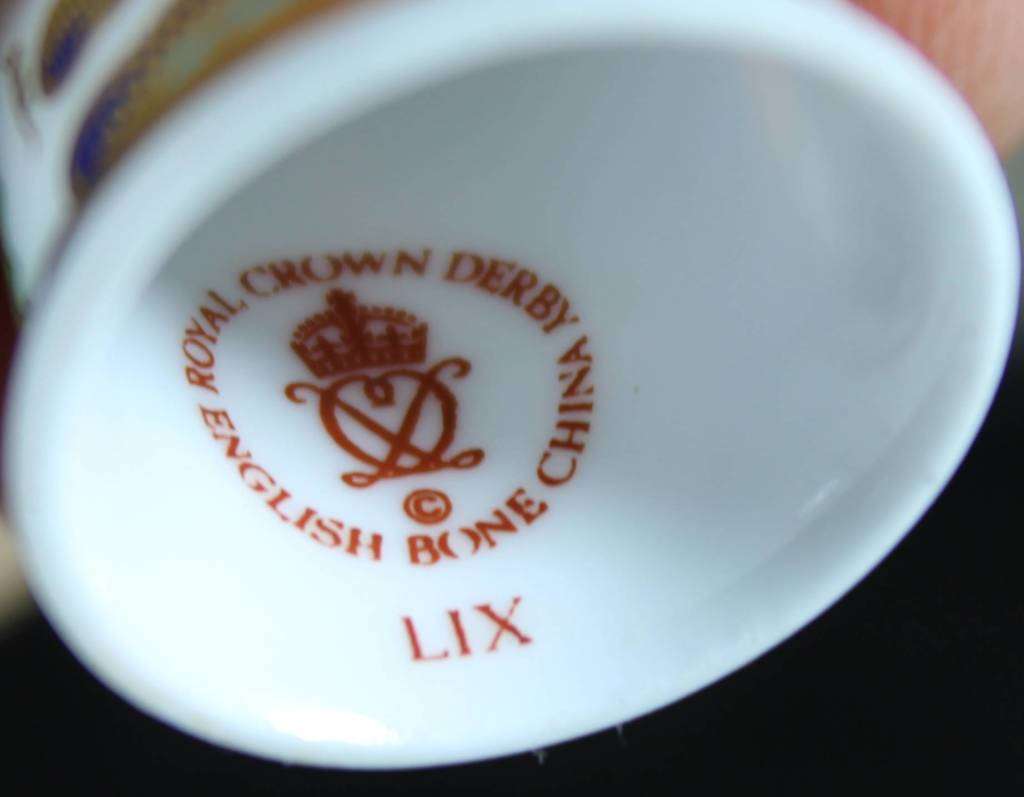 ROYAL CROWN DERBY
ENGLISH BONE CHINA
©
LIX